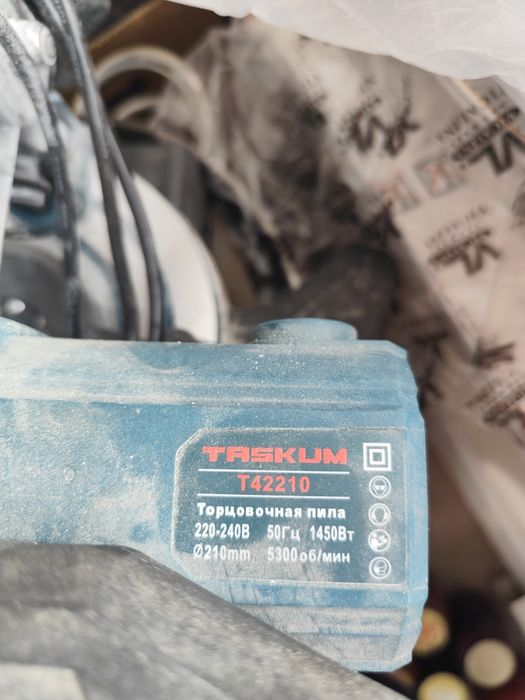 TASKUM
T42210
Торцовочная пила
220-240В 50Гц 1450Вт
Ø210mm 5300об/мин